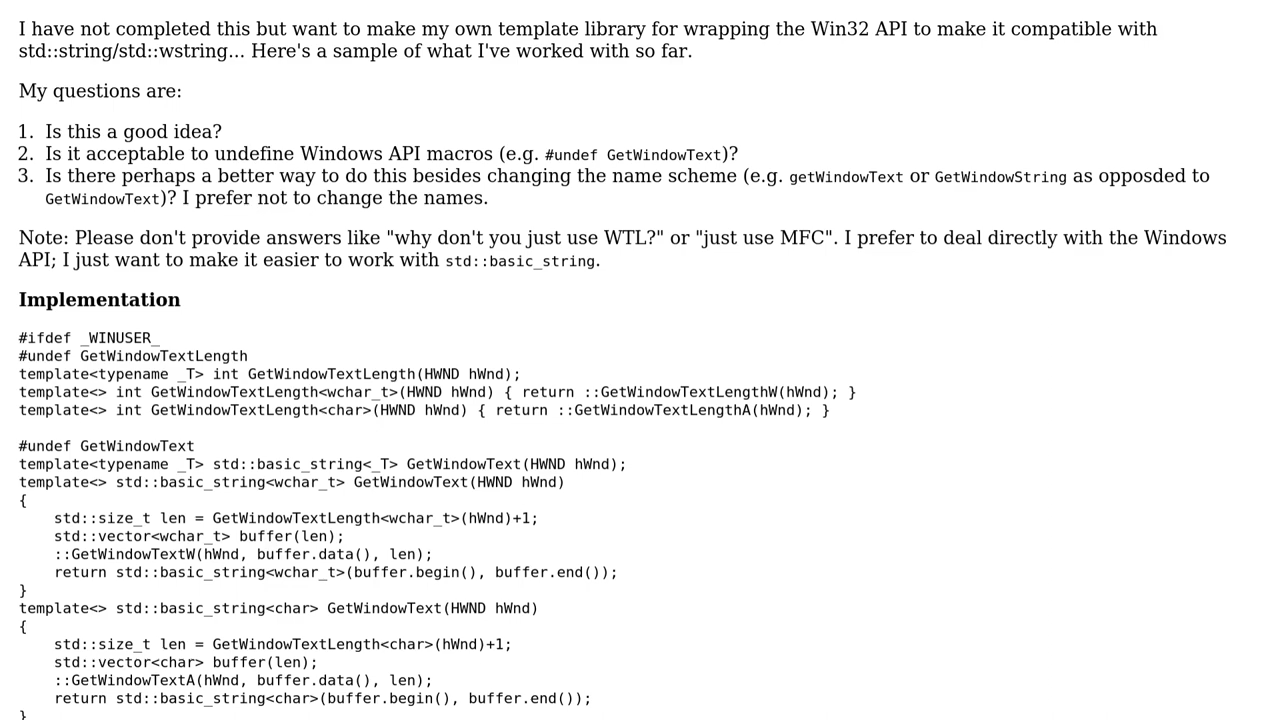 I have not completed this but want to make my own template library for wrapping the Win32 API to make it compatible with
std::string/std::wstring... Here's a sample of what I've worked with so far.
My questions are:
1. Is this a good idea?
2. Is it acceptable to undefine Windows API macros (e.g. #undef GetWindowText)?
3. Is there perhaps a better way to do this besides changing the name scheme (e.g. getWindowText or GetWindowString as opposded to
GetWindowText)? I prefer not to change the names.
Note: Please don't provide answers like "why don't you just use WTL?" or "just use MFC". I prefer to deal directly with the Windows
API; I just want to make it easier to work with std::basic_string.
Implementation
#ifdef _WINUSER_
#undef GetWindowTextLength
template<typename _T> int GetWindowTextLength(HWND hWnd);
template<> int GetWindowTextLength<wchar_t>(HWND hWnd) { return ::GetWindowTextLengthW(hWnd); }
template<> int GetWindowTextLength<char>(HWND hWnd) { return ::GetWindowTextLengthA(hWnd); }
#undef GetWindowText
template<typename _T> std::basic_string<_T> GetWindowText(HWND hWnd);
template<> std::basic_string<wchar_t> GetWindowText(HWND hWnd)
{
    std::size_t len = GetWindowTextLength<wchar_t>(hWnd)+1;
    std::vector<wchar_t> buffer(len);
    ::GetWindowTextW(hWnd, buffer.data(), len);
    return std::basic_string<wchar_t>(buffer.begin(), buffer.end());
}
template<> std::basic_string<char> GetWindowText(HWND hWnd)
{
    std::size_t len = GetWindowTextLength<char>(hWnd)+1;
    std::vector<char> buffer(len);
    ::GetWindowTextA(hWnd, buffer.data(), len);
    return std::basic_string<char>(buffer.begin(), buffer.end());
}